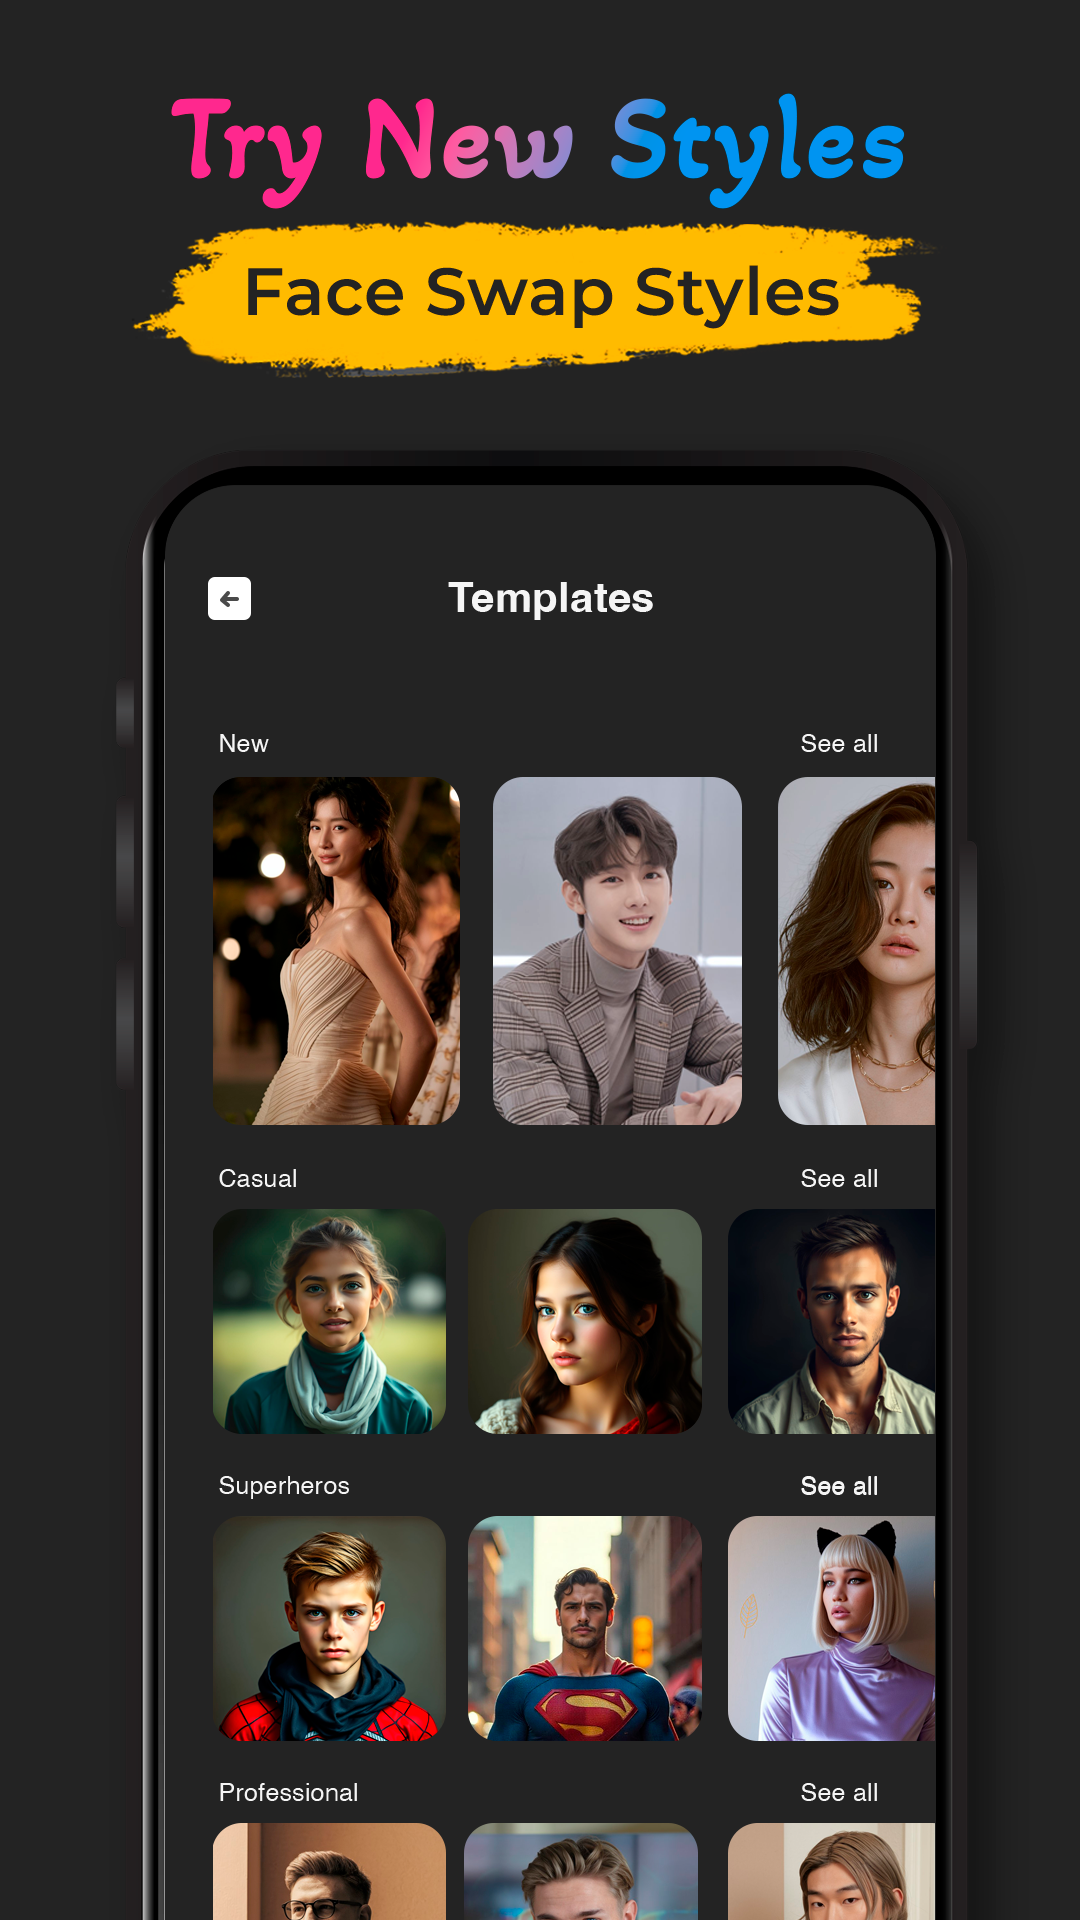 Try New Styles
Face Swap Styles
Templates
New See all
Casual See all
Superheros See all
Professional See all